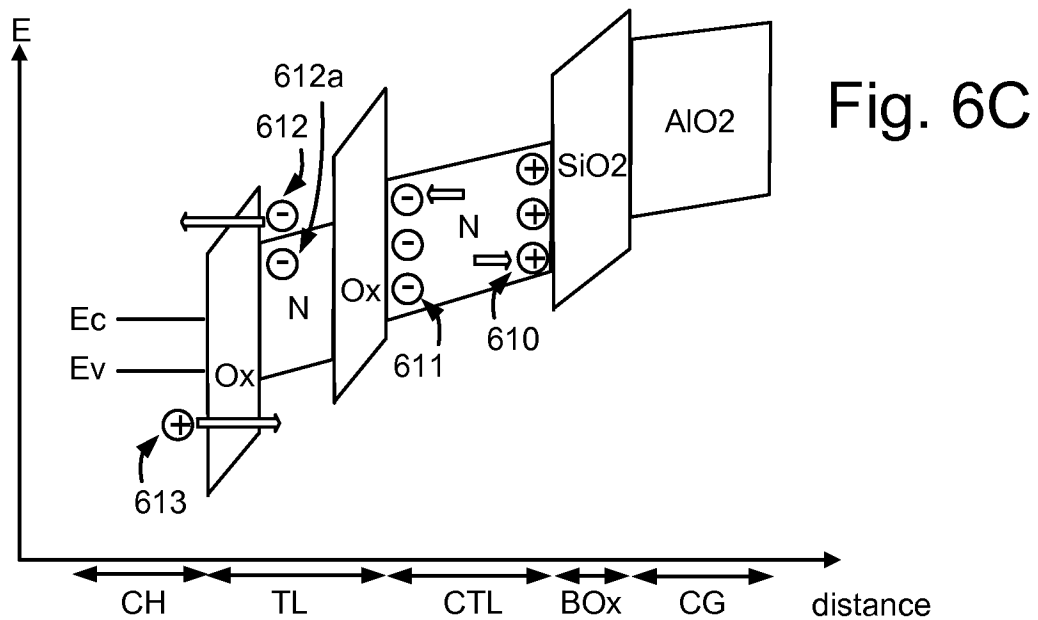 E
Fig. 6C
612a
612
AlO2
SiO2
N
N
Ox
Ox
Ec
Ev
610
611
613
CH
TL
CTL
BOx
CG
distance